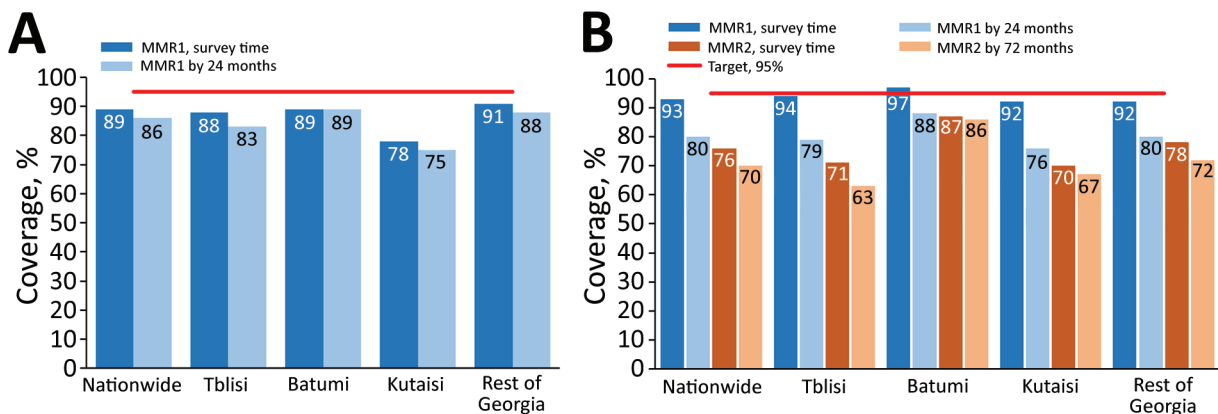 A
MMR1, survey time
MMR1 by 24 months
Coverage, %
100
90
80
70
60
50
40
30
20
10
0
89
86
88
83
89
89
78
75
91
88
Nationwide
Tblisi
Batumi
Kutaisi
Rest of
Georgia
B
MMR1, survey time
MMR1 by 24 months
MMR2, survey time
MMR2 by 72 months
Target, 95%
Coverage, %
100
90
80
70
60
50
40
30
20
10
0
93
80
76
70
94
79
71
63
97
88
87
86
92
76
70
67
92
80
78
72
Nationwide
Tblisi
Batumi
Kutaisi
Rest of
Georgia